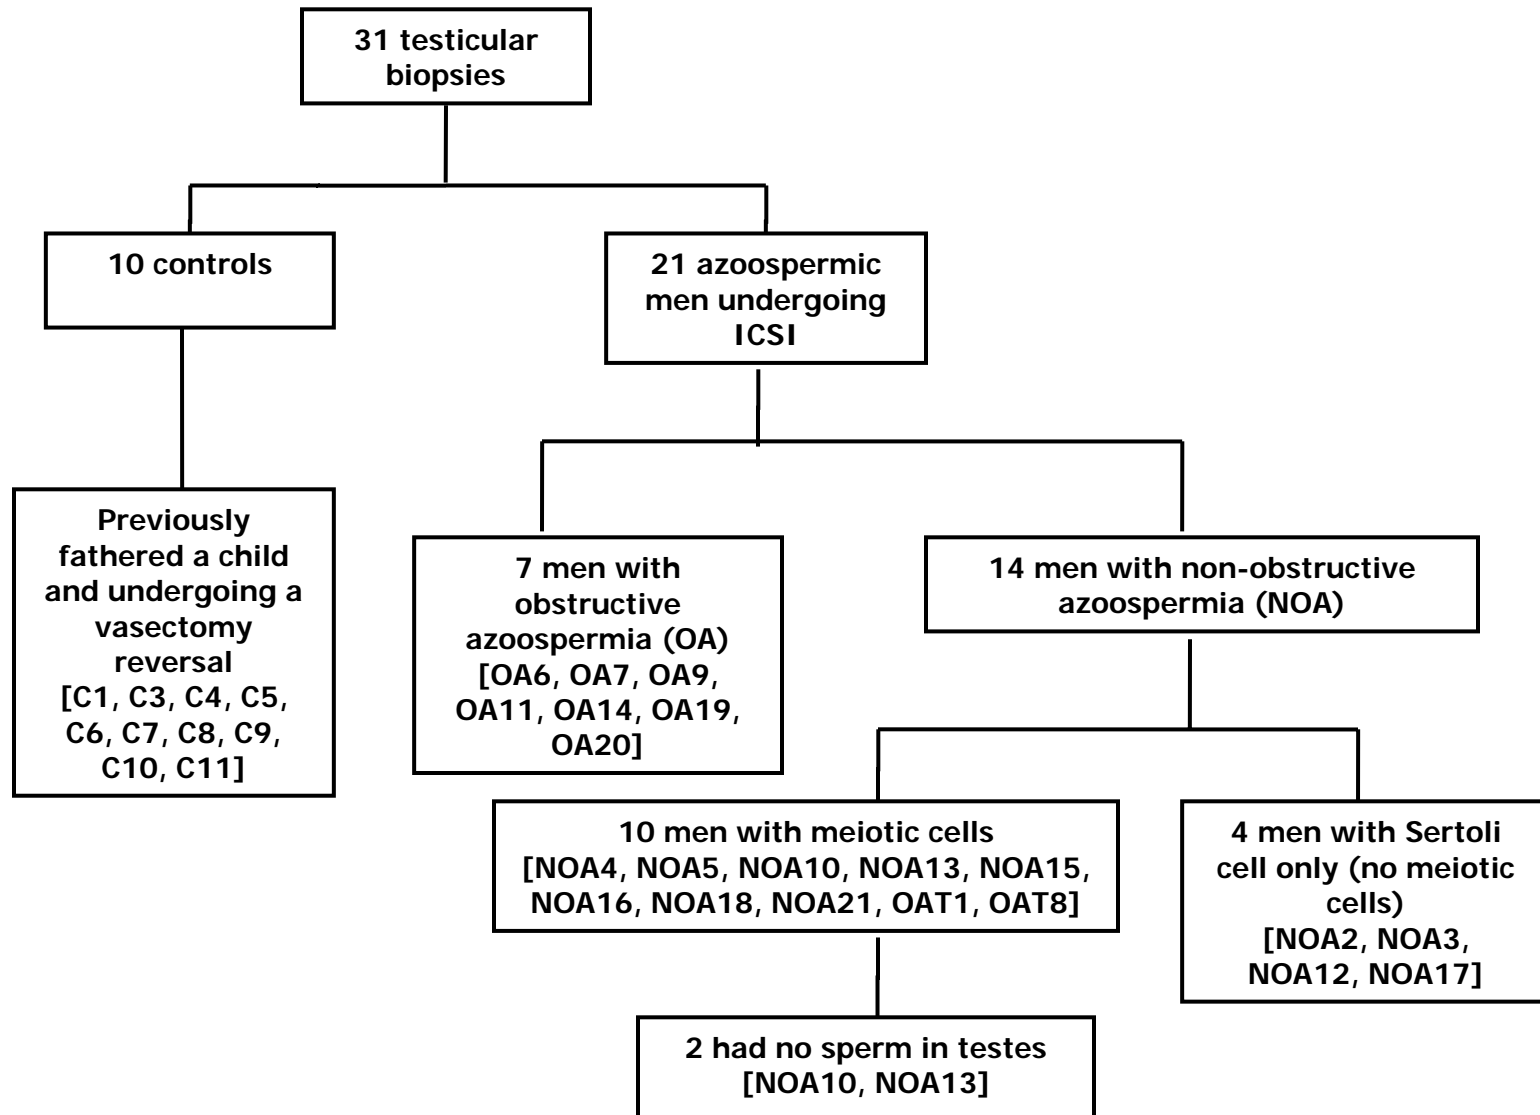 31 testicular
biopsies
10 controls
21 azoospermic
men undergoing
ICSI
Previously
fathered a child
and undergoing a
vasectomy
reversal
[C1, C3, C4, C5,
C6, C7, C8, C9,
C10, C11]
7 men with
obstructive
azoospermia (OA)
[OA6, OA7, OA9,
OA11, OA14, OA19,
OA20]
14 men with non-obstructive
azoospermia (NOA)
10 men with meiotic cells
[NOA4, NOA5, NOA10, NOA13, NOA15,
NOA16, NOA18, NOA21, OAT1, OAT8]
4 men with Sertoli
cell only (no meiotic
cells)
[NOA2, NOA3,
NOA12, NOA17]
2 had no sperm in testes
[NOA10, NOA13]